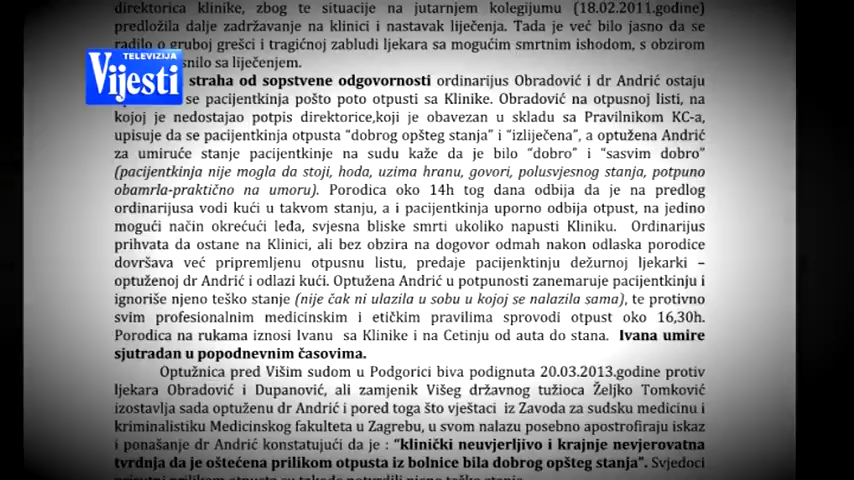 direktorica klinike, zbog te situacije na jutarnjem kolegijumu (18.02.2011.godine)
predložila dalje zadržavanje na klinici i nastavak liječenja. Tada je već bilo jasno da se
radilo o gruboj grešci i tragićnoj zabludi ljekara sa mogućim smrtnim ishodom, s obzirom
snilo sa liječenjem.
TELEVIZIJA
Vijesti
straha od sopstvene odgovornosti ordinarijus Obradović i dr Andrić ostaju
se pacijentkinja pošto poto otpusti sa Klinike. Obradović na otpusnoj listi, na
kojoj je nedostajao potpis direktorice,koji je obavezan u skladu sa Pravilnikom KC-a,
upisuje da se pacijentkinja otpusta “dobrog opšteg stanja” i “izliječena”, a optužena Andrić
za umiruće stanje pacijentkinje na sudu kaže da je bilo “dobro” i “sasvim dobro”
(pacijentkinja nije mogla da stoji, hoda, uzima hranu, govori, polusvjesnog stanja, potpuno
obamrla-praktično na umoru). Porodica oko 14h tog dana odbija da je na predlog
ordinarijusa vodi kući u takvom stanju, a i pacijentkinja uporno odbija otpust, na jedino
mogući način okrećući leđa, svjesna bliske smrti ukoliko napusti Kliniku. Ordinarijus
prihvata da ostane na Klinici, ali bez obzira na dogovor odmah nakon odlaska porodice
dovršava već pripremljenu otpusnu listu, predaje pacijenktinju dežurnoj ljekarki –
optuženoj dr Andrić i odlazi kući. Optužena Andrić u potpunosti zanemaruje pacijentkinju i
ignoriše njeno teško stanje (nije čak ni ulazila u sobu u kojoj se nalazila sama), te protivno
svim profesionalnim medicinskim i etičkim pravilima sprovodi otpust oko 16,30h.
Porodica na rukama iznosi Ivanu sa Klinike i na Cetinju od auta do stana. Ivana umire
sjutradan u popodnevnim časovima.
Optužnica pred Višim sudom u Podgorici biva podignuta 20.03.2013.godine protiv
ljekara Obradović i Dupanović, ali zamjenik Višeg državnog tužioca Željko Tomković
izostavlja sada optuženu dr Andrić i pored toga što vještaci iz Zavoda za sudsku medicinu i
kriminalistiku Medicinskog fakulteta u Zagrebu, u svom nalazu posebno apostrofiraju iskaz
i ponašanje dr Andrić konstatujući da je : “klinički neuvjerljivo i krajnje nevjerovatna
tvrdnja da je oštećena prilikom otpusta iz bolnice bila dobrog opšteg stanja”. Svjedoci